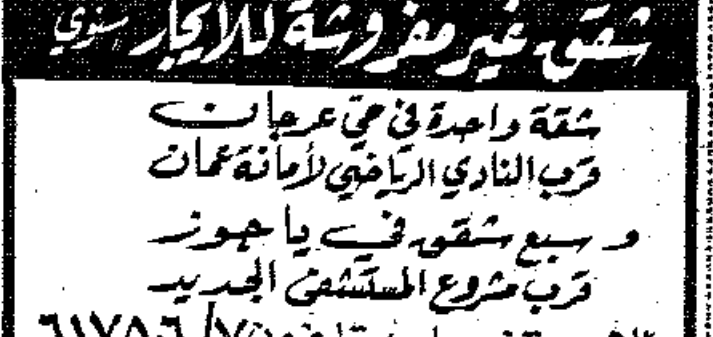 شقق غير مفروشة للايجار سنوي
شقة واحدة في حي عرجان
قرب النادي الرياضي لأمانة عمان
و سبع شقق في ياجوز
قرب مشروع المستشفى الجديد